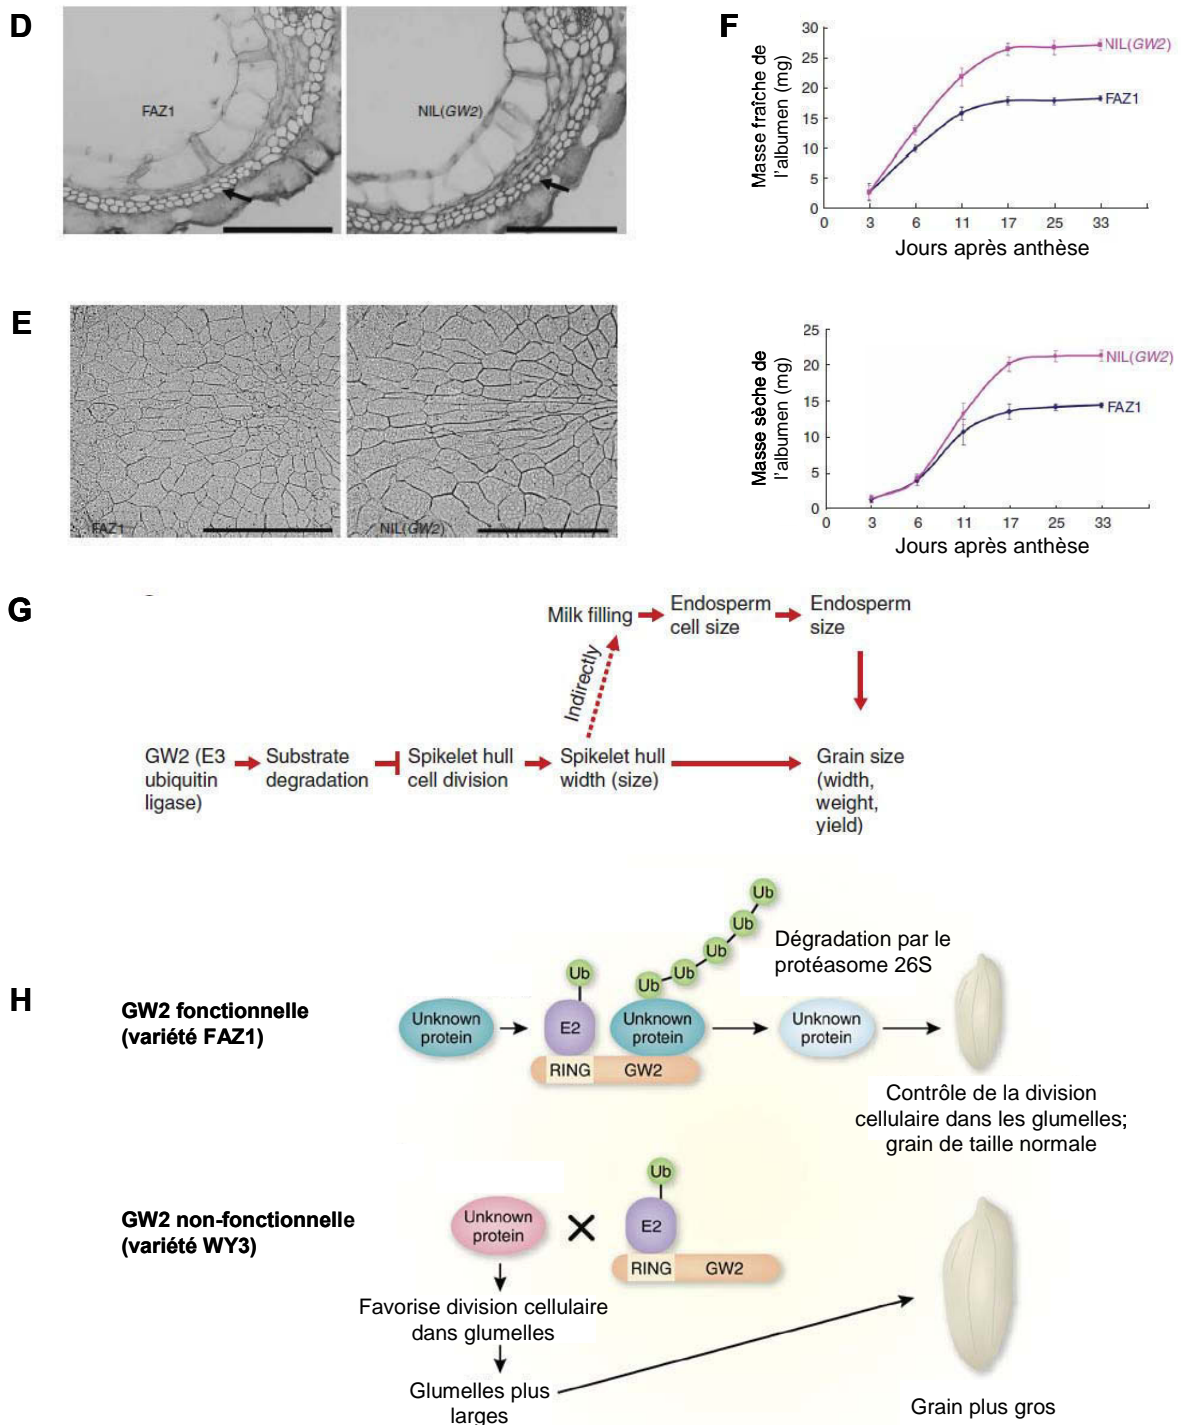 D
FAZ1
NIL(GW2)
F
Masse fraîche de
l'albumen (mg)
30
25
20
15
10
5
0
0
3
6
11
17
25
33
NIL(GW2)
FAZ1
Jours après anthèse
E
FAZ1
NIL(GW2)
Masse sèche de
l'albumen (mg)
25
20
15
10
5
0
0
3
6
11
17
25
33
NIL(GW2)
FAZ1
Jours après anthèse
G
Milk filling
Endosperm
cell size
Endosperm
size
Indirectly
GW2 (E3
ubiquitin
ligase)
Substrate
degradation
Spikelet hull
cell division
Spikelet hull
width (size)
Grain size
(width,
weight,
yield)
H
GW2 fonctionnelle
(variété FAZ1)
Unknown
protein
Ub
E2
RING
GW2
Ub
Ub
Ub
Ub
Ub
Unknown
protein
Dégradation par le
protéasome 26S
Unknown
protein
Contrôle de la division
cellulaire dans les glumelles;
grain de taille normale
GW2 non-fonctionnelle
(variété WY3)
Unknown
protein
Ub
E2
RING
GW2
Favorise division cellulaire
dans glumelles
Glumelles plus
larges
Grain plus gros